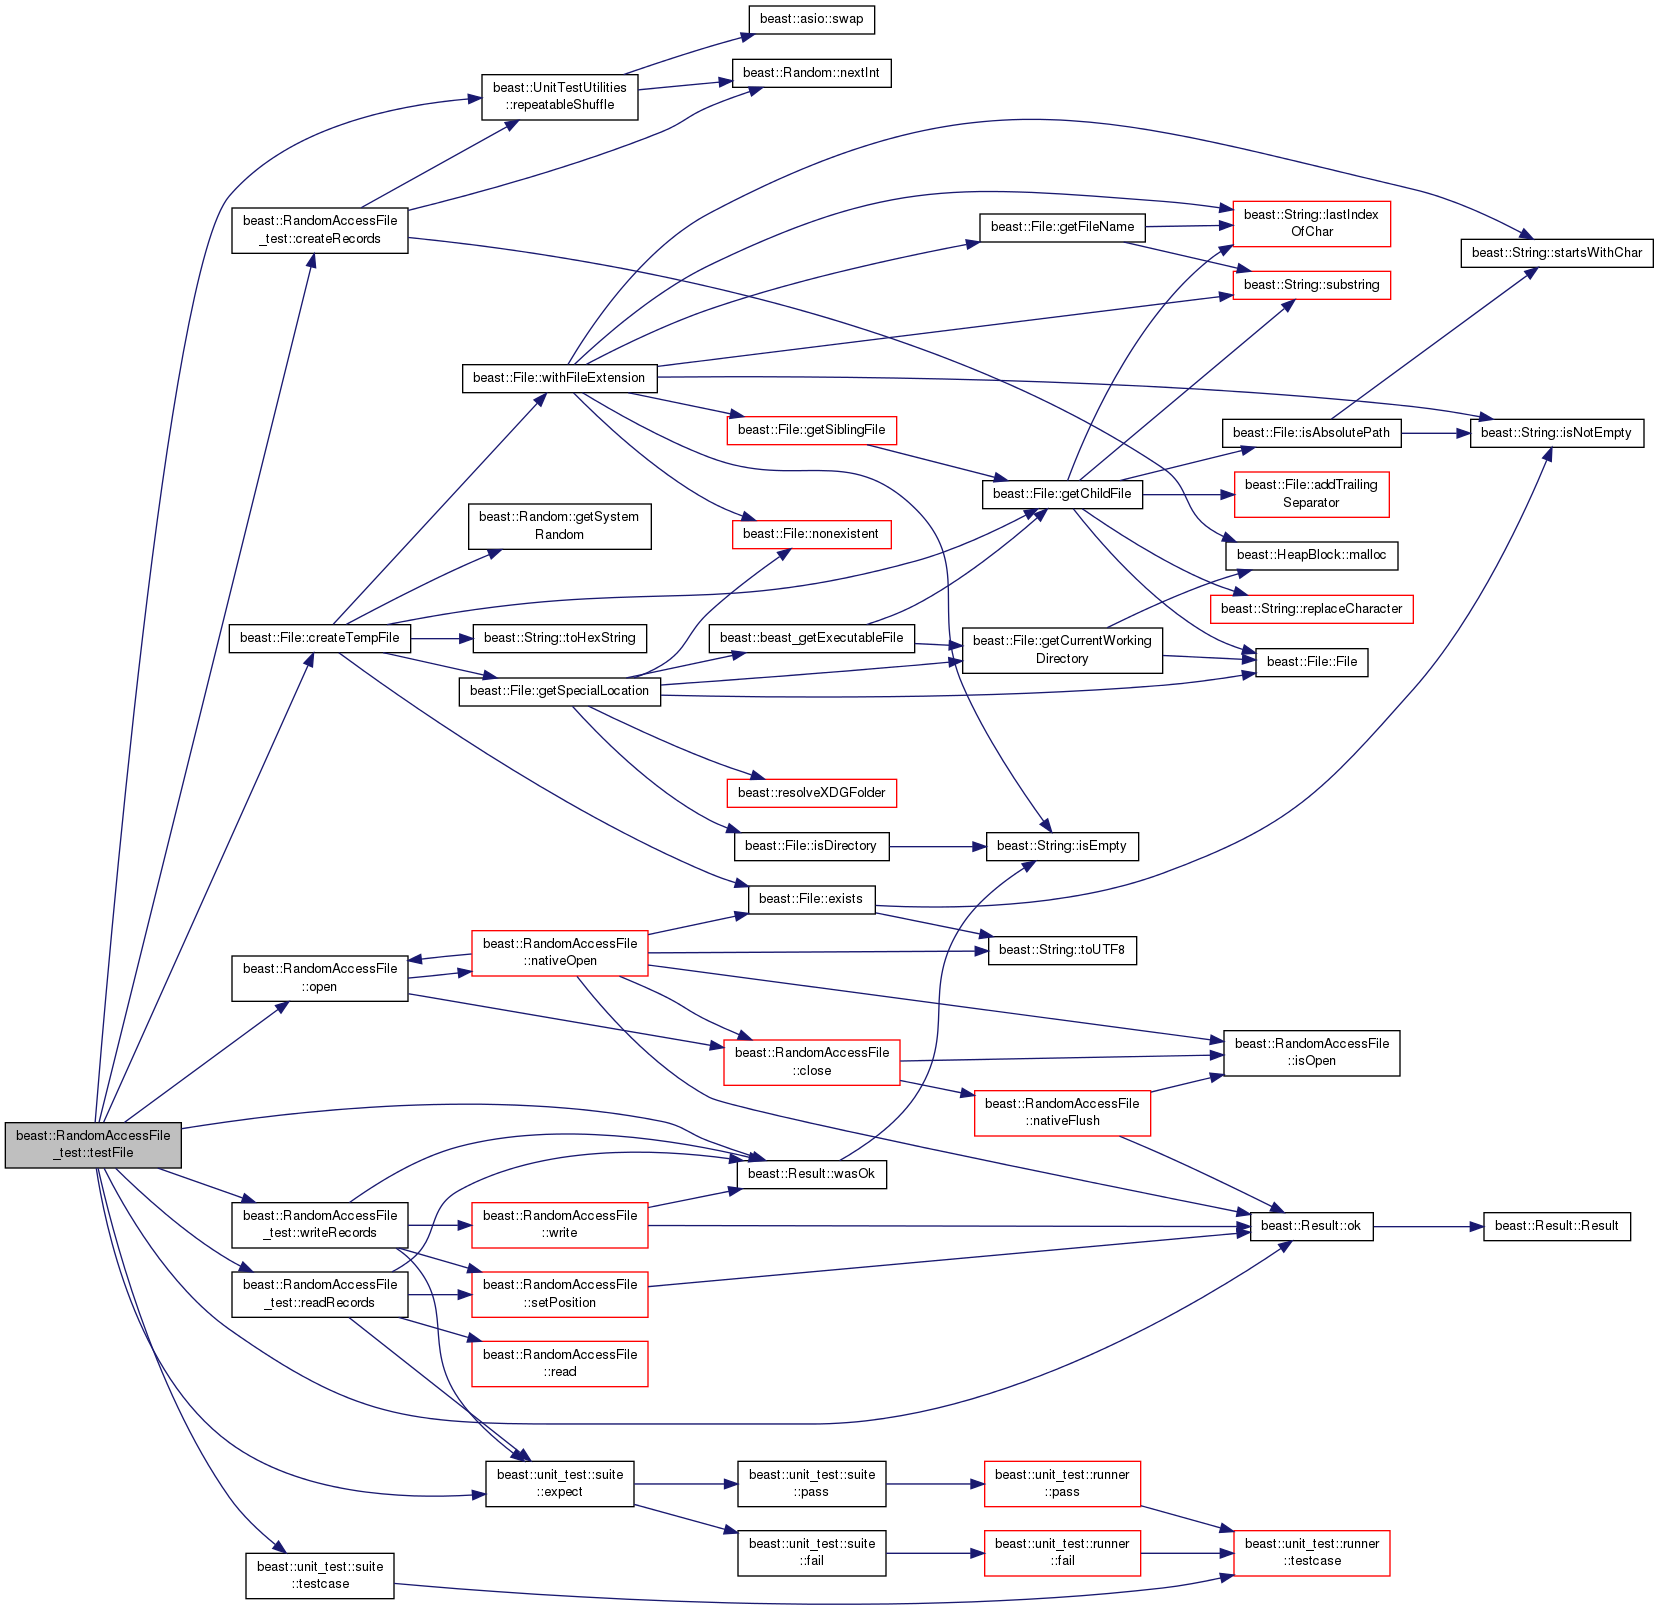 beast::asio::swap
beast::Random::nextInt
beast::UnitTestUtilities
::repeatableShuffle
beast::RandomAccessFile
_test::createRecords
beast::File::getFileName
beast::String::lastIndex
OfChar
beast::String::startsWithChar
beast::String::substring
beast::File::withFileExtension
beast::File::getSiblingFile
beast::File::isAbsolutePath
beast::String::isNotEmpty
beast::File::getChildFile
beast::File::addTrailing
Separator
beast::Random::getSystem
Random
beast::File::nonexistent
beast::HeapBlock::malloc
beast::String::replaceCharacter
beast::File::createTempFile
beast::String::toHexString
beast::beast_getExecutableFile
beast::File::getCurrentWorking
Directory
beast::File::File
beast::File::getSpecialLocation
beast::resolveXDGFolder
beast::File::isDirectory
beast::String::isEmpty
beast::File::exists
beast::String::toUTF8
beast::RandomAccessFile
::nativeOpen
beast::RandomAccessFile
::open
beast::RandomAccessFile
::isOpen
beast::RandomAccessFile
::close
beast::RandomAccessFile
::nativeFlush
beast::RandomAccessFile
_test::testFile
beast::Result::wasOk
beast::RandomAccessFile
_test::writeRecords
beast::RandomAccessFile
::write
beast::Result::ok
beast::Result::Result
beast::RandomAccessFile
_test::readRecords
beast::RandomAccessFile
::setPosition
beast::RandomAccessFile
::read
beast::unit_test::suite
::expect
beast::unit_test::suite
::pass
beast::unit_test::runner
::pass
beast::unit_test::suite
::fail
beast::unit_test::runner
::fail
beast::unit_test::runner
::testcase
beast::unit_test::suite
::testcase